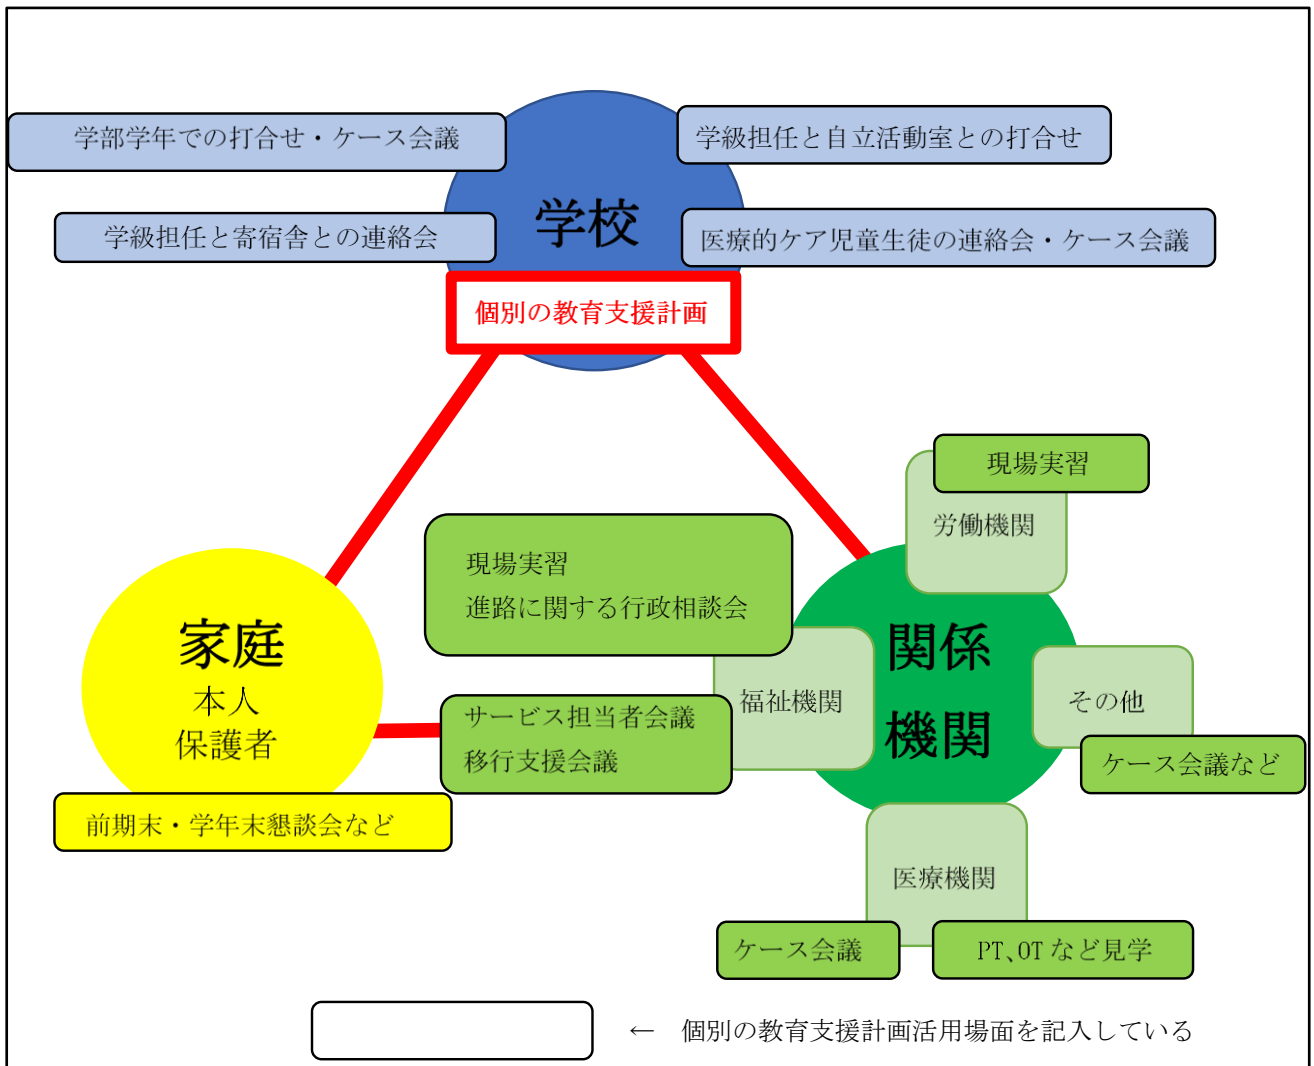 学部学年での打合せ・ケース会議
学級担任と自立活動室との打合せ
学級担任と寄宿舎との連絡会
学校
医療的ケア児童生徒の連絡会・ケース会議
個別の教育支援計画
現場実習
労働機関
現場実習
進路に関する行政相談会
家庭
本人
保護者
関係
機関
福祉機関
その他
サービス担当者会議
移行支援会議
ケース会議など
前期末・学年末懇談会など
医療機関
ケース会議
PT、OT など見学
← 個別の教育支援計画活用場面を記入している